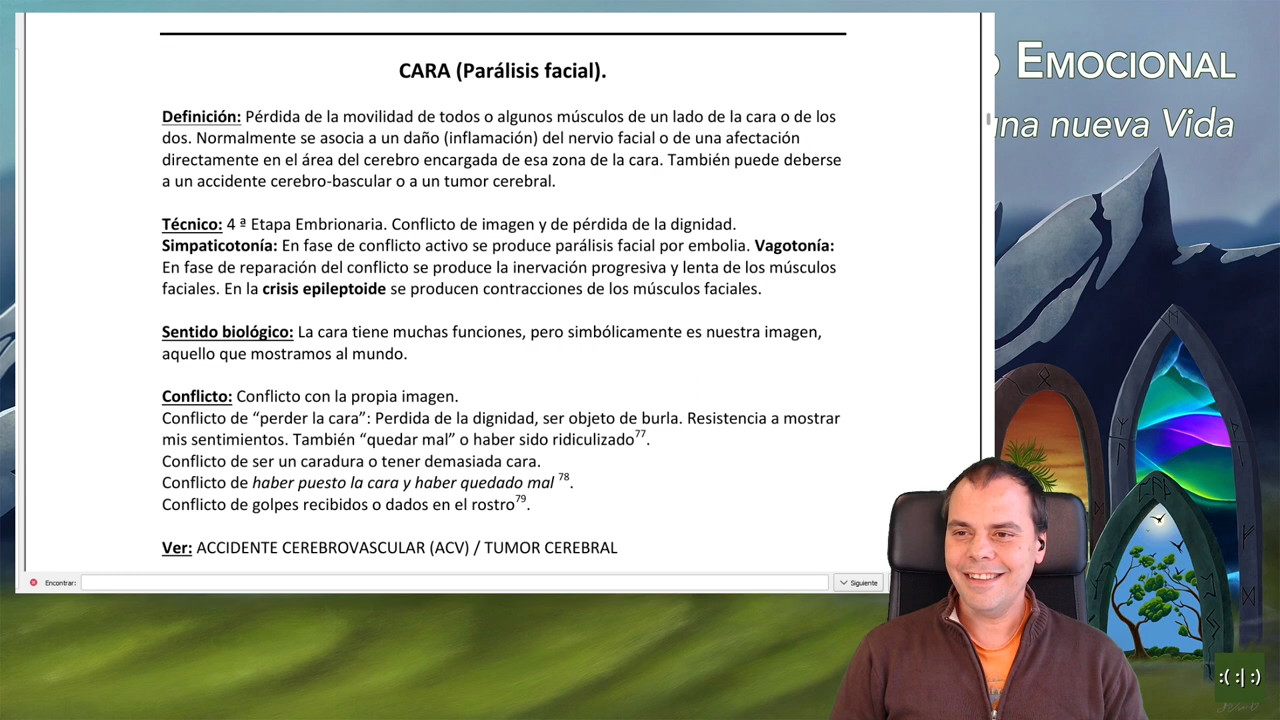 CARA (Parálisis facial).
Definición: Pérdida de la movilidad de todos o algunos músculos de un lado de la cara o de los
dos. Normalmente se asocia a un daño (inflamación) del nervio facial o de una afectación
directamente en el área del cerebro encargada de esa zona de la cara. También puede deberse
a un accidente cerebro-bascular o a un tumor cerebral.
Técnico: 4 ª Etapa Embrionaria. Conflicto de imagen y de pérdida de la dignidad.
Simpaticotonía: En fase de conflicto activo se produce parálisis facial por embolia. Vagotonía:
En fase de reparación del conflicto se produce la inervación progresiva y lenta de los músculos
faciales. En la crisis epileptoide se producen contracciones de los músculos faciales.
Sentido biológico: La cara tiene muchas funciones, pero simbólicamente es nuestra imagen,
aquello que mostramos al mundo.
Conflicto: Conflicto con la propia imagen.
Conflicto de “perder la cara”: Perdida de la dignidad, ser objeto de burla. Resistencia a mostrar
mis sentimientos. También “quedar mal” o haber sido ridiculizado77.
Conflicto de ser un caradura o tener demasiada cara.
Conflicto de haber puesto la cara y haber quedado mal 78.
Conflicto de golpes recibidos o dados en el rostro79.
Ver: ACCIDENTE CEREBROVASCULAR (ACV) / TUMOR CEREBRAL
Encontrar:
Siguiente
EMOCIONAL
una nueva Vida
:( :| :)